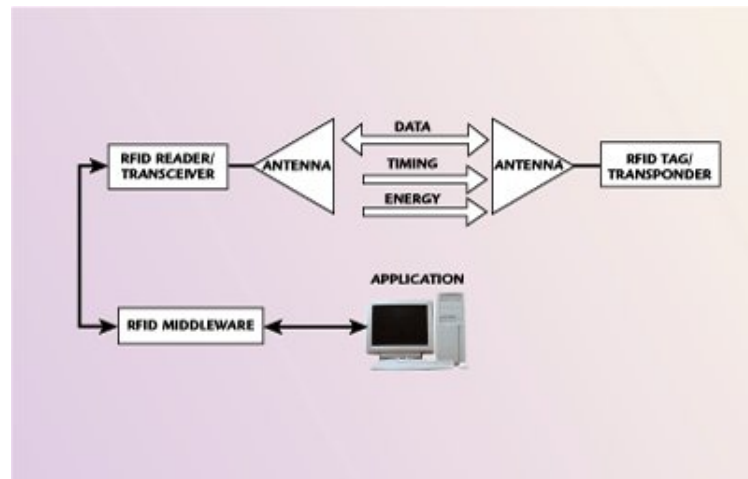 DATA
RFID READER/
TRANSCEIVER
ANTENNA
TIMING
ANTENNA
RFID TAG/
TRANSPONDER
ENERGY
APPLICATION
RFID MIDDLEWARE